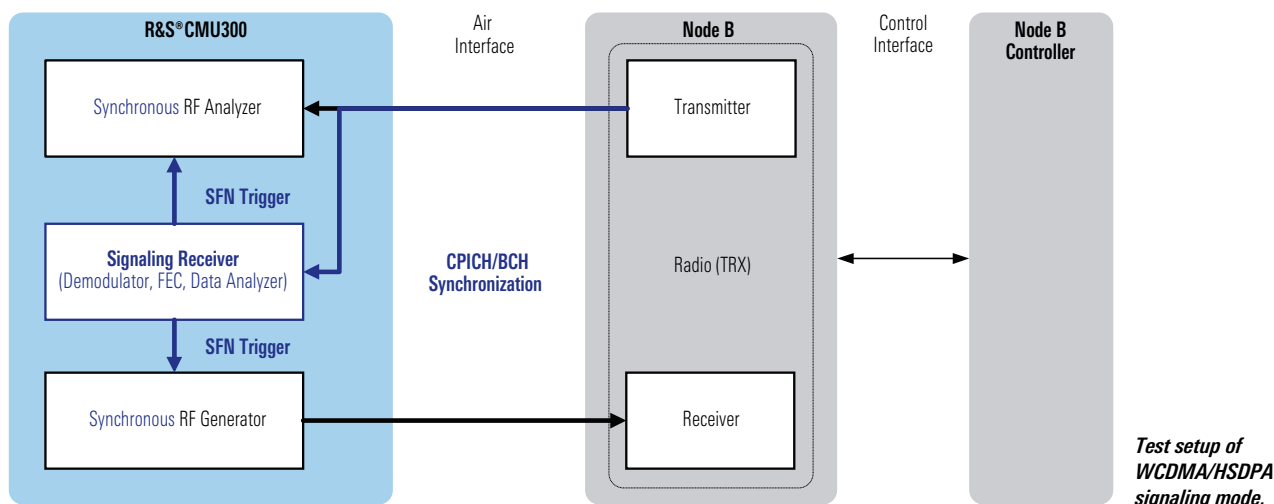 R&S®CMU300
Air
Interface
Node B
Control
Interface
Node B
Controller
Synchronous RF Analyzer
Transmitter
SFN Trigger
Signaling Receiver
(Demodulator, FEC, Data Analyzer)
CPICH/BCH
Synchronization
Radio (TRX)
SFN Trigger
Synchronous RF Generator
Receiver
Test setup of
WCDMA/HSDPA
signaling mode.